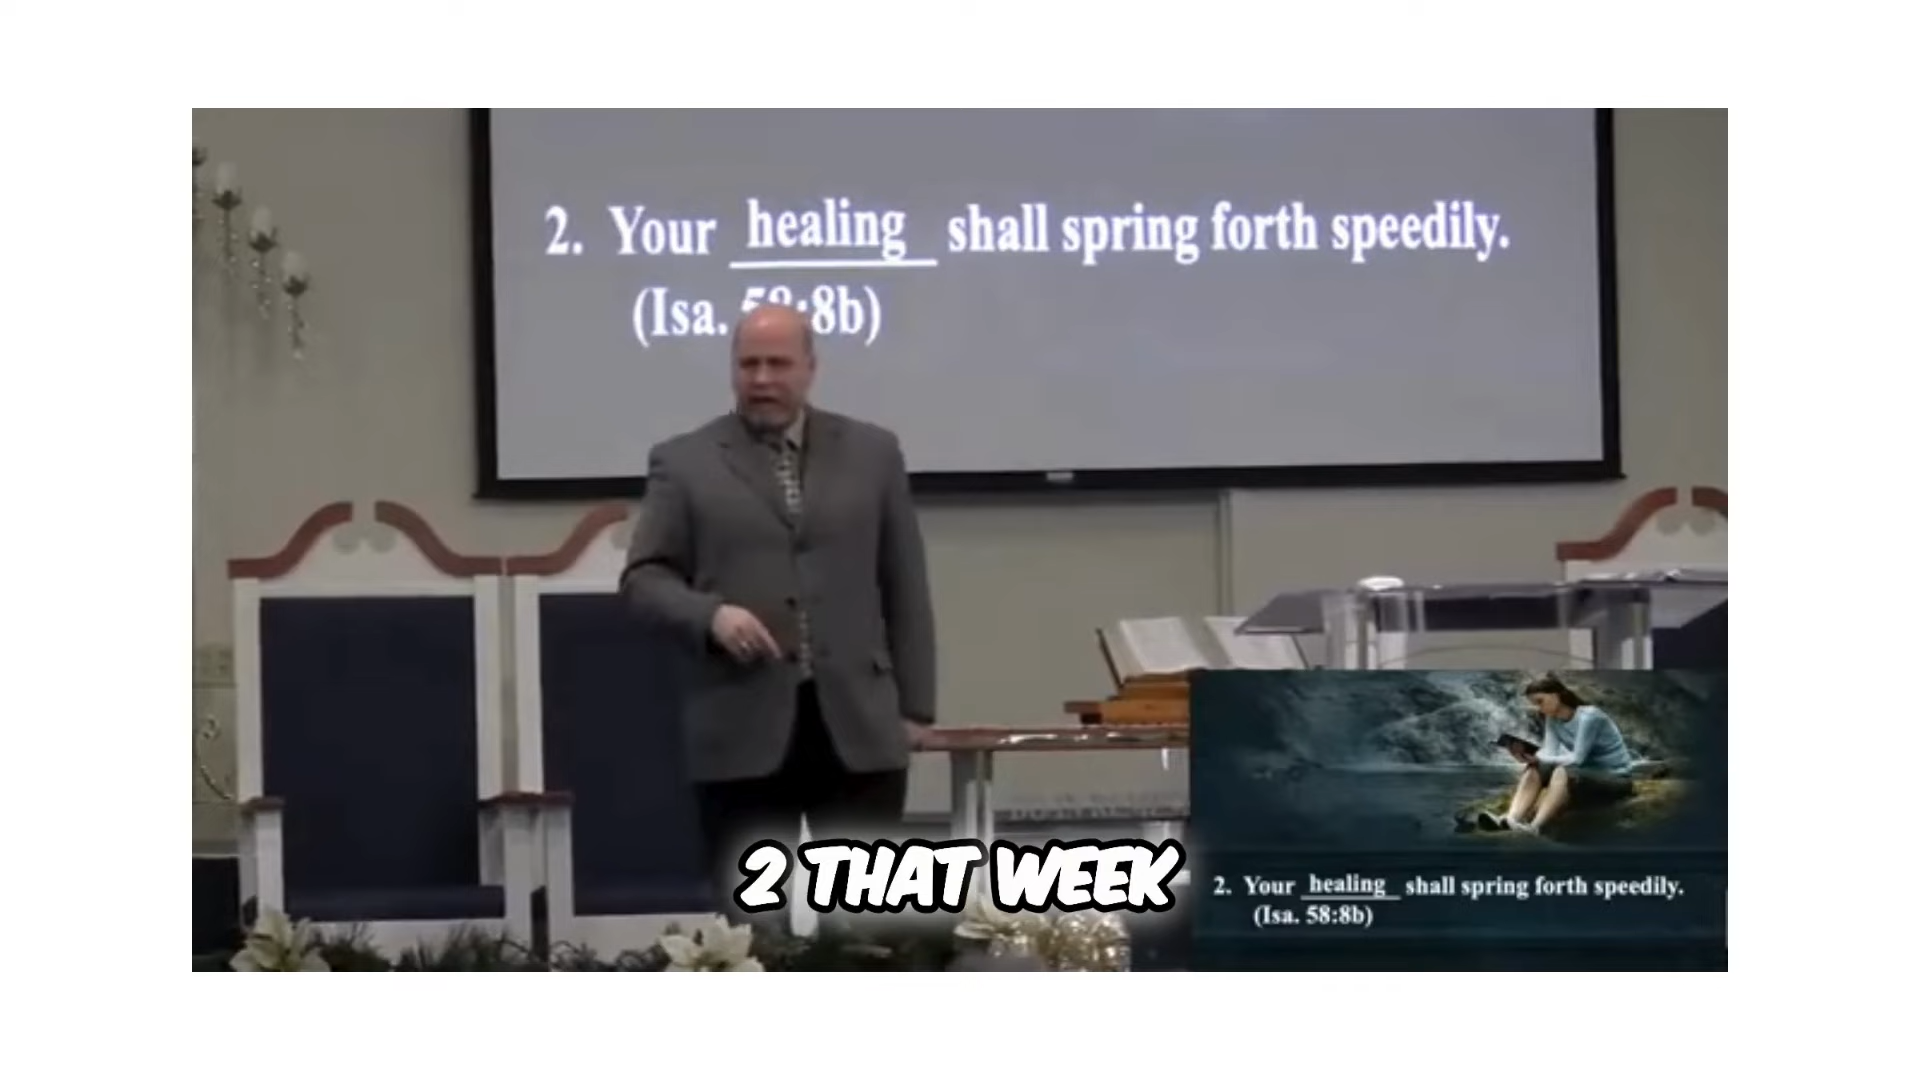 2. Your healing shall spring forth speedily.
(Isa. 58:8b)
2 THAT WEEK
2. Your healing shall spring forth speedily.
(Isa. 58:8b)